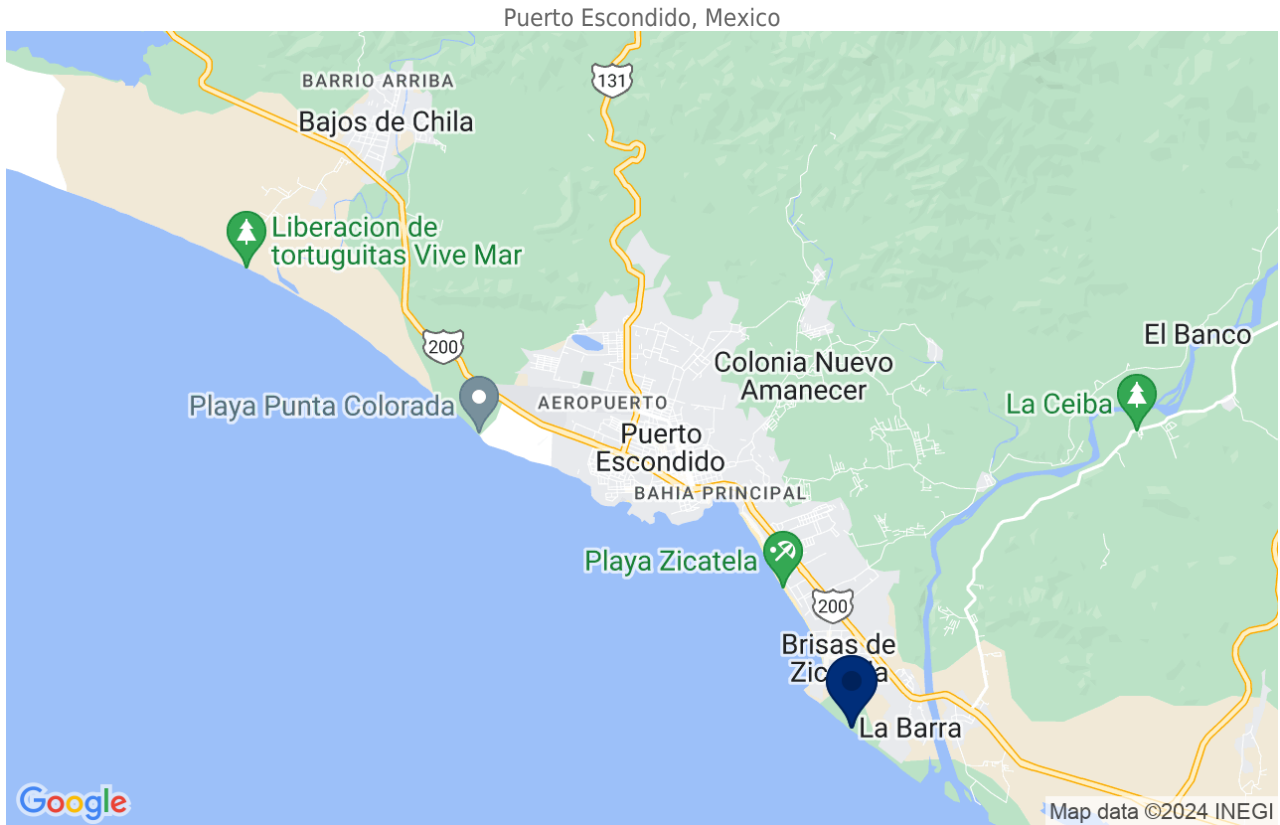 Puerto Escondido, Mexico
BARRIO ARRIBA
131
Bajos de Chila
Liberacion de
tortuguitas Vive Mar
200
El Banco
Colonia Nuevo
Amanecer
Playa Punta Colorada
AEROPUERTO
La Ceiba
Puerto
Escondido
BAHIA PRINCIPAL
Playa Zicatela
200
Brisas de
La Barra
Google
Map data ©2024 INEGI